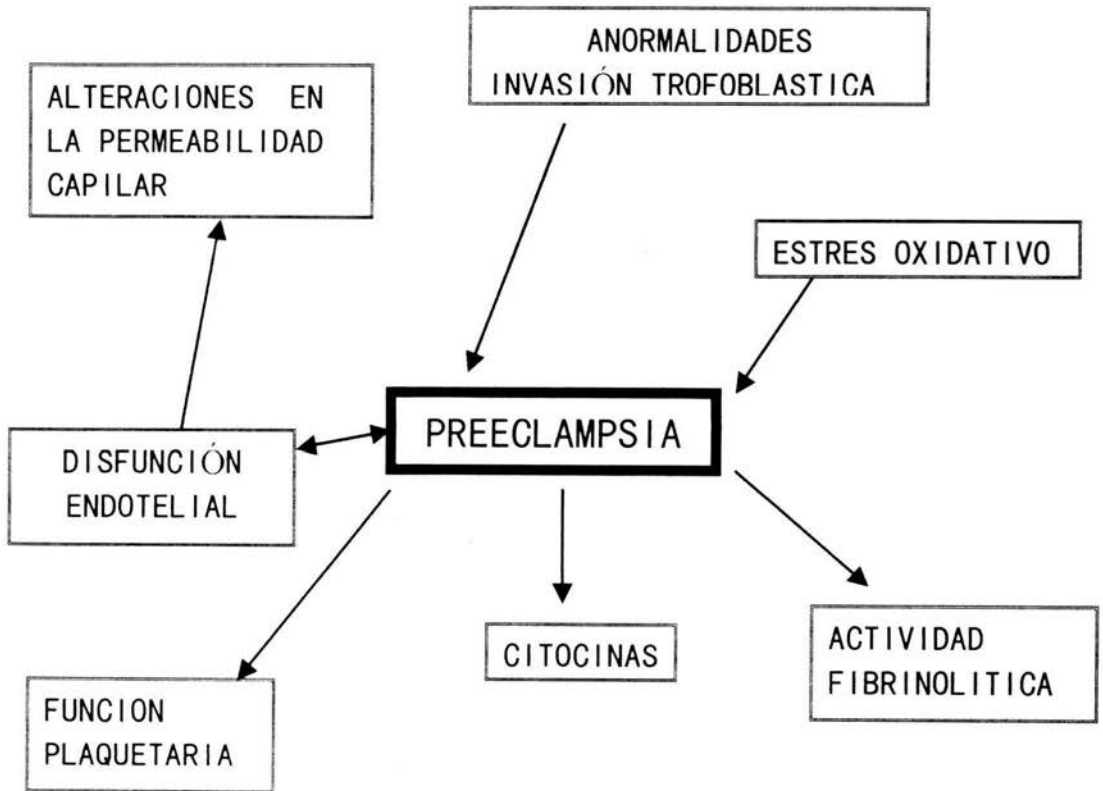 ANORMALIDADES
INVASIÓN TROFOBLASTICA
ALTERACIONES EN
LA PERMEABILIDAD
CAPILAR
ESTRES OXIDATIVO
PREECLAMPSIA
DISFUNCIÓN
ENDOTELIAL
CITOCINAS
ACTIVIDAD
FIBRINOLITICA
FUNCION
PLAQUETARIA